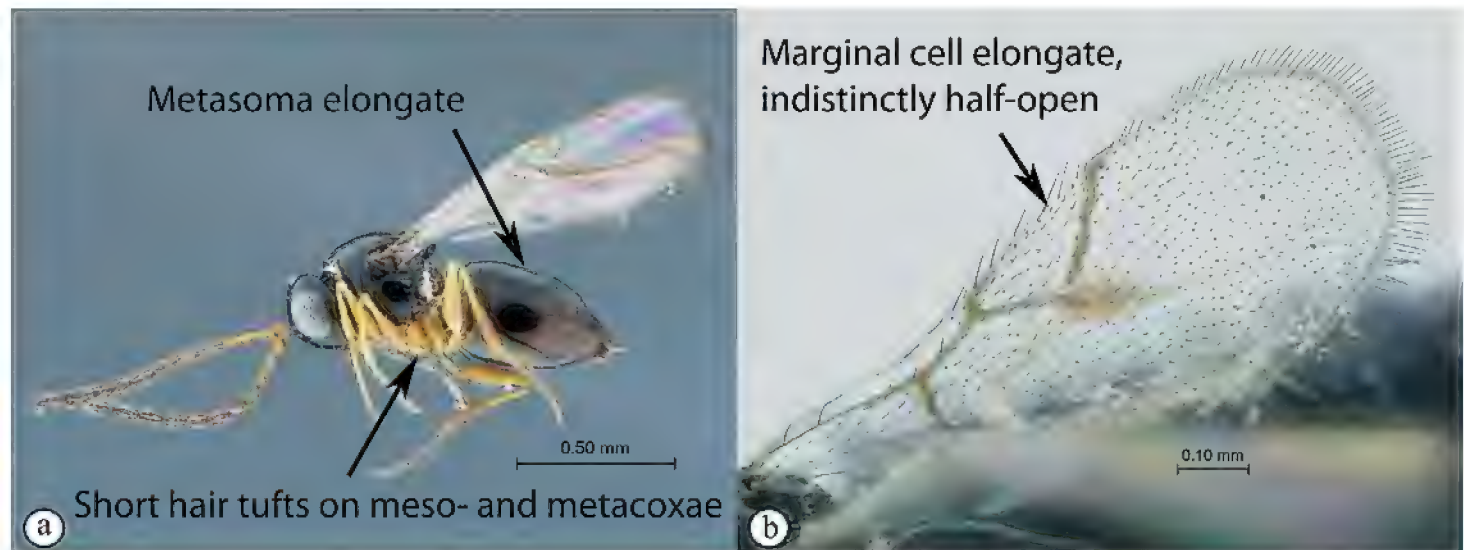 Metasoma elongate
0.50 mm
Short hair tufts on meso- and metacoxae
a
Marginal cell elongate,
indistinctly half-open
0.10 mm
b